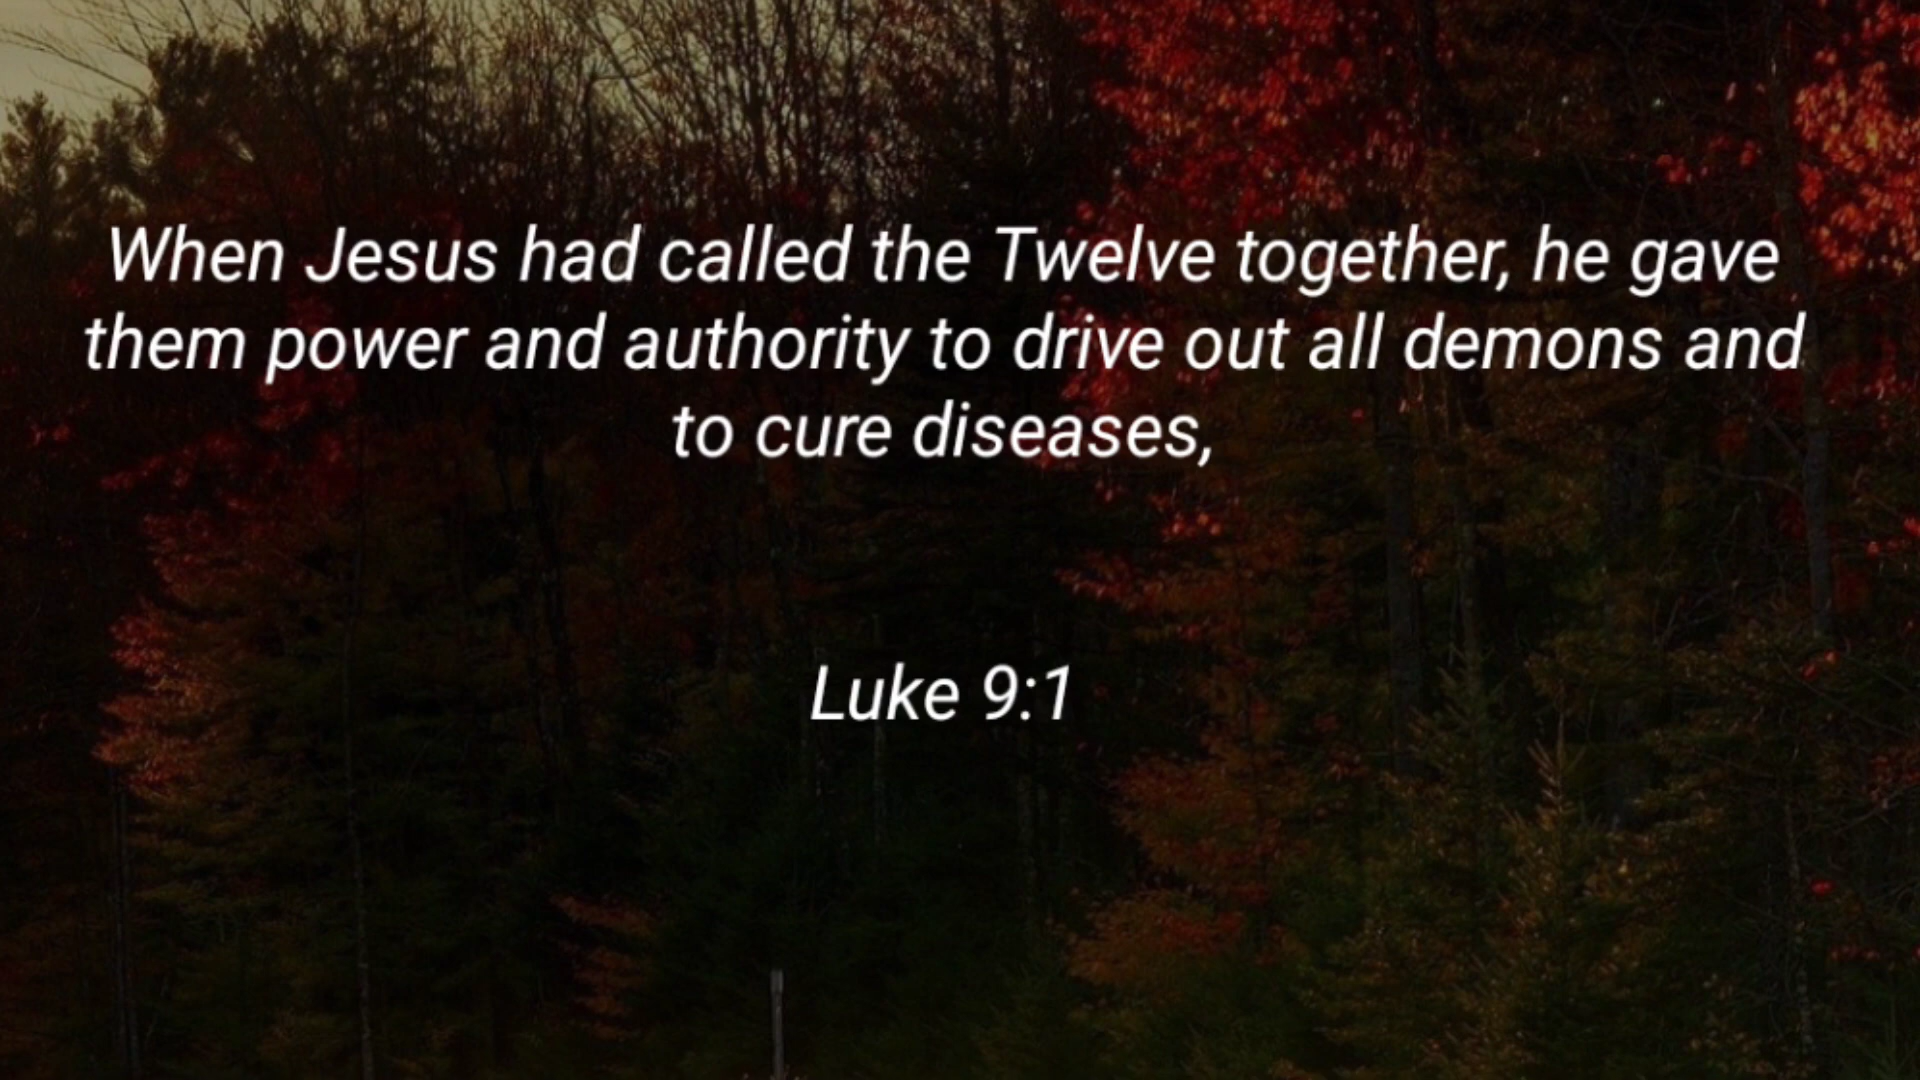 When Jesus had called the Twelve together, he gave
them power and authority to drive out all demons and
to cure diseases,
Luke 9:1